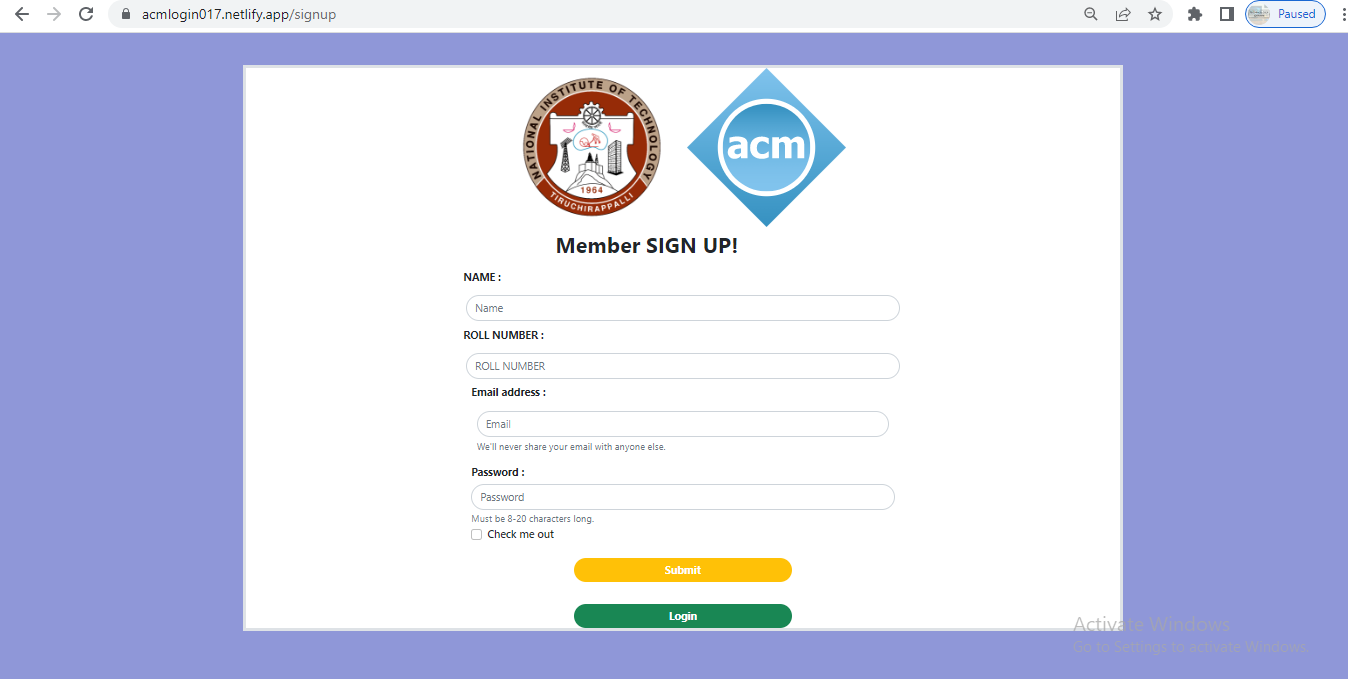 acmlogin017.netlify.app/signup
Paused
NATIONAL INSTITUTE OF TECHNOLOGY
1964
TIRUCHIRAPPALLI
acm
Member SIGN UP!
NAME :
Name
ROLL NUMBER :
ROLL NUMBER
Email address :
Email
We'll never share your email with anyone else.
Password :
Password
Must be 8-20 characters long.
Check me out
Submit
Login
Activate Windows
Go to Settings to activate Windows.